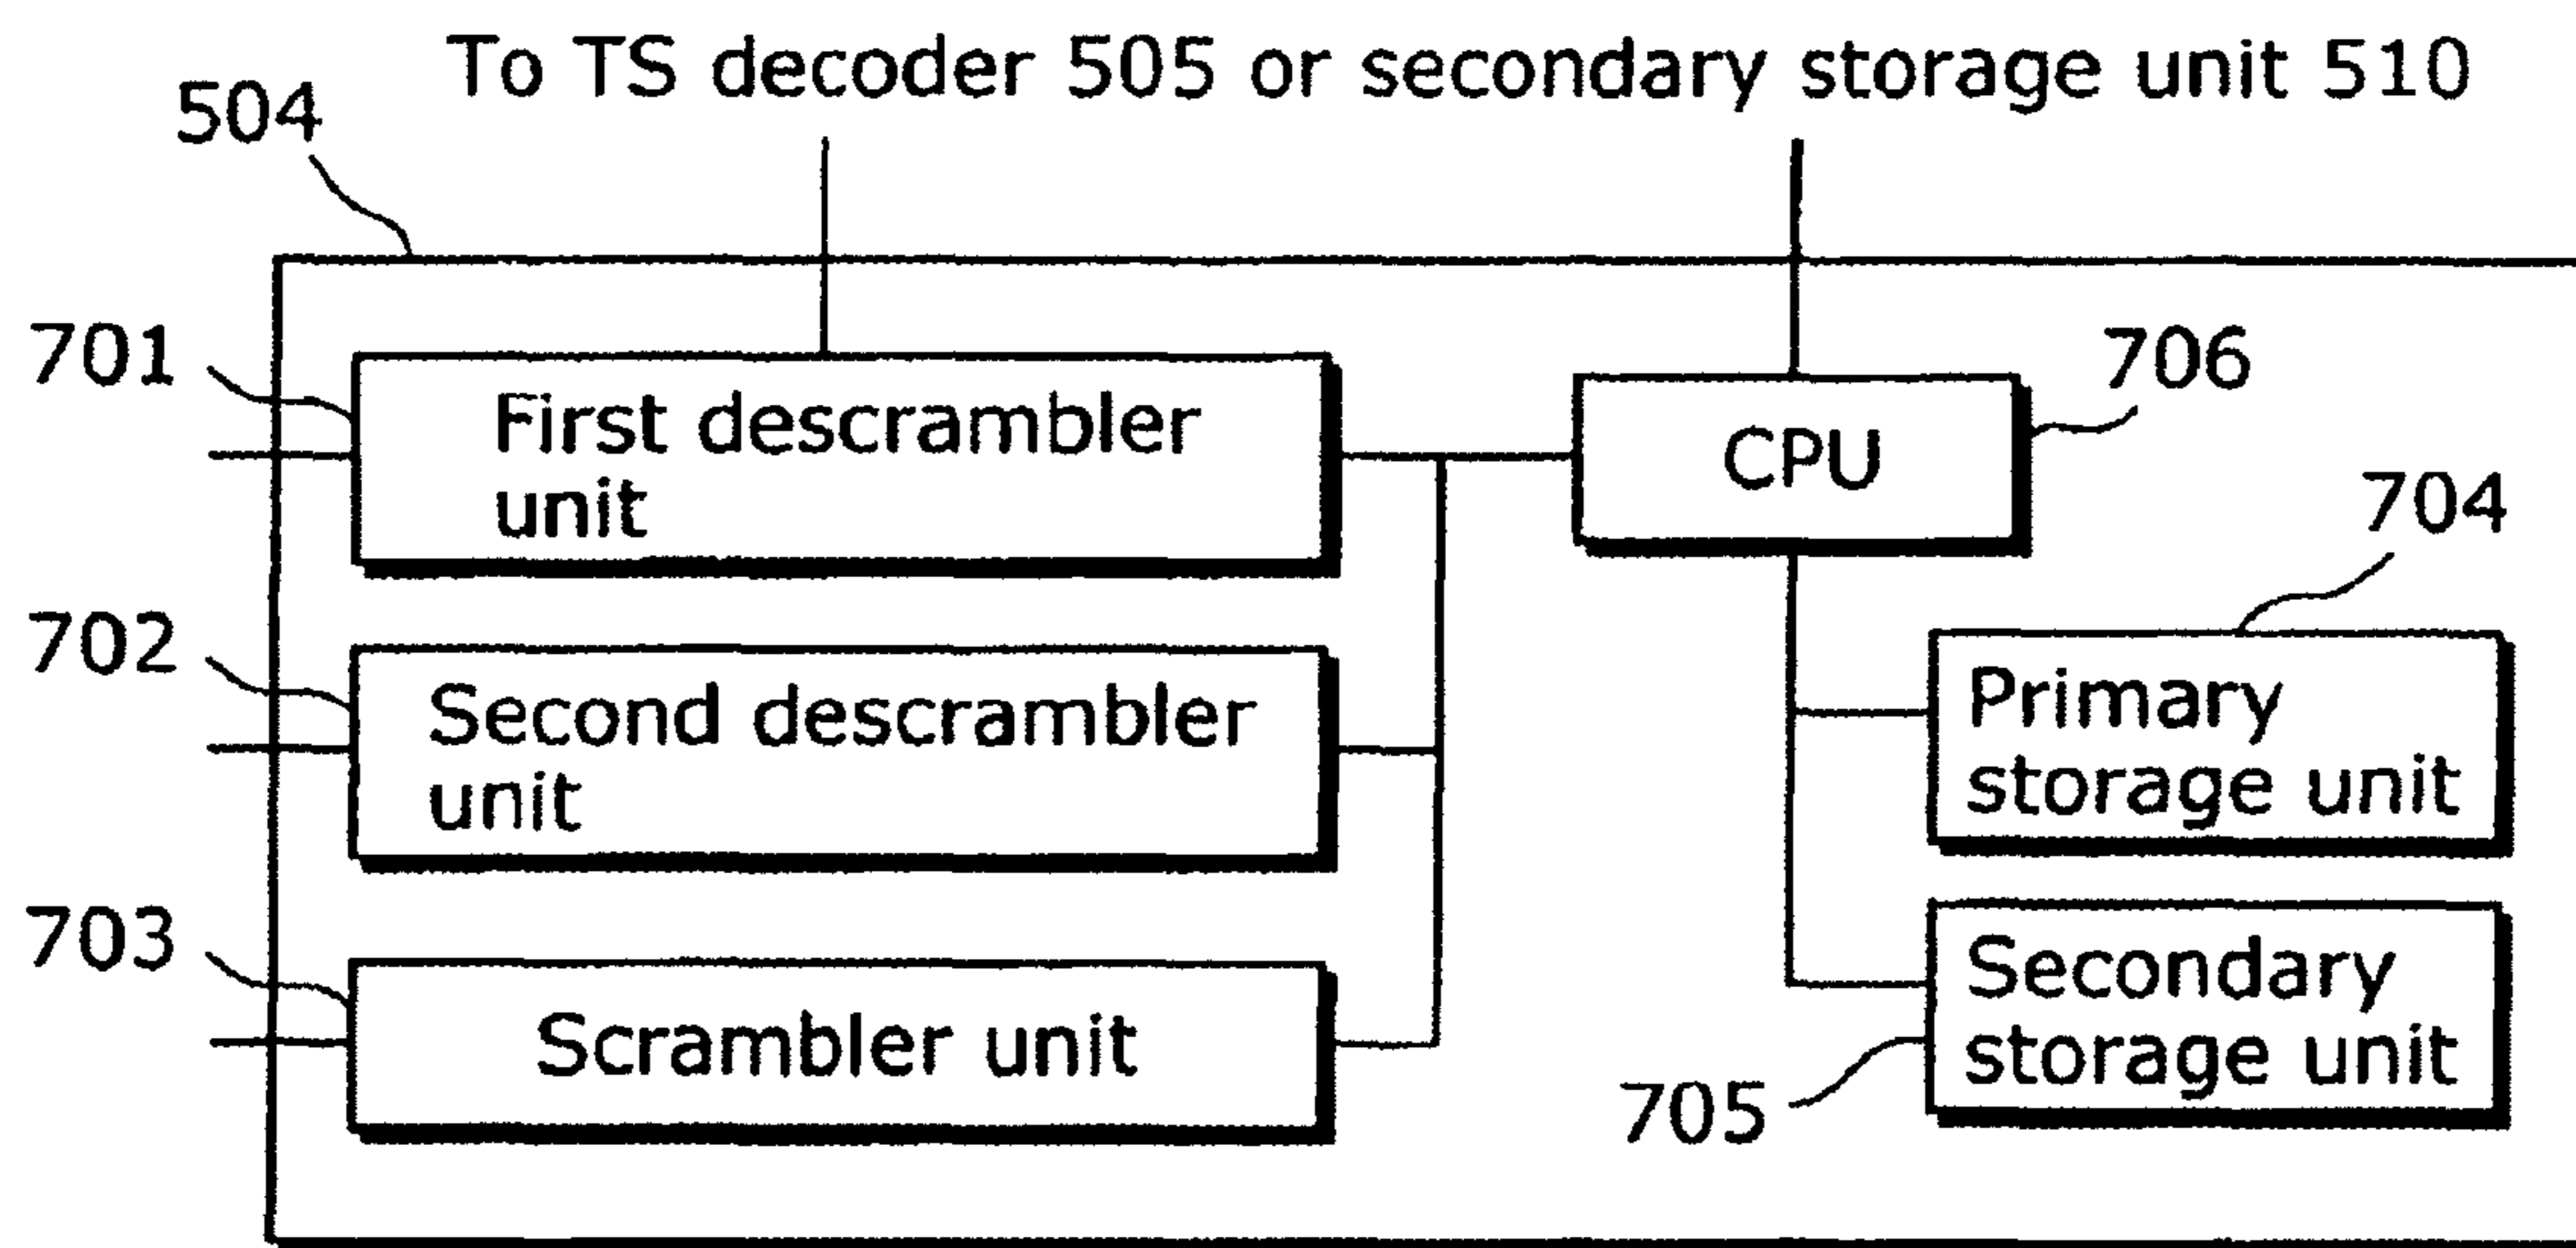 To TS decoder 505 or secondary storage unit 510
504
701
First descrambler
unit
CPU
706
704
702
Second descrambler
unit
Primary
storage unit
703
Scrambler unit
Secondary
storage unit
705